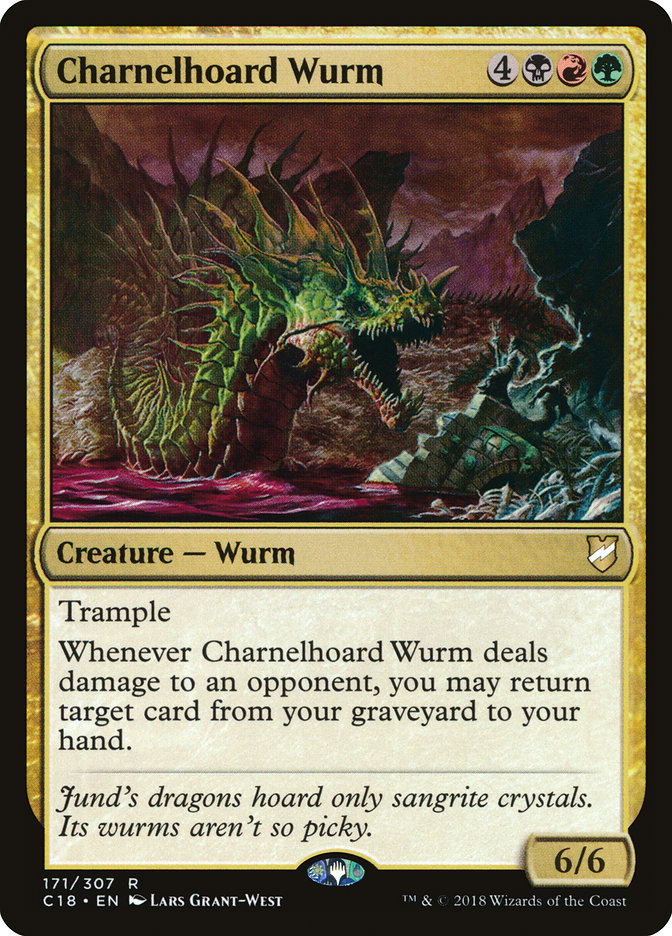 Charnelhoard Wurm 4
Creature — Wurm
Trample
Whenever Charnelhoard Wurm deals
damage to an opponent, you may return
target card from your graveyard to your
hand.
Jund's dragons hoard only sangrite crystals.
Its wurms aren't so picky.
6/6
171/307 R
C18 • EN Lars Grant-West
™ & © 2018 Wizards of the Coast